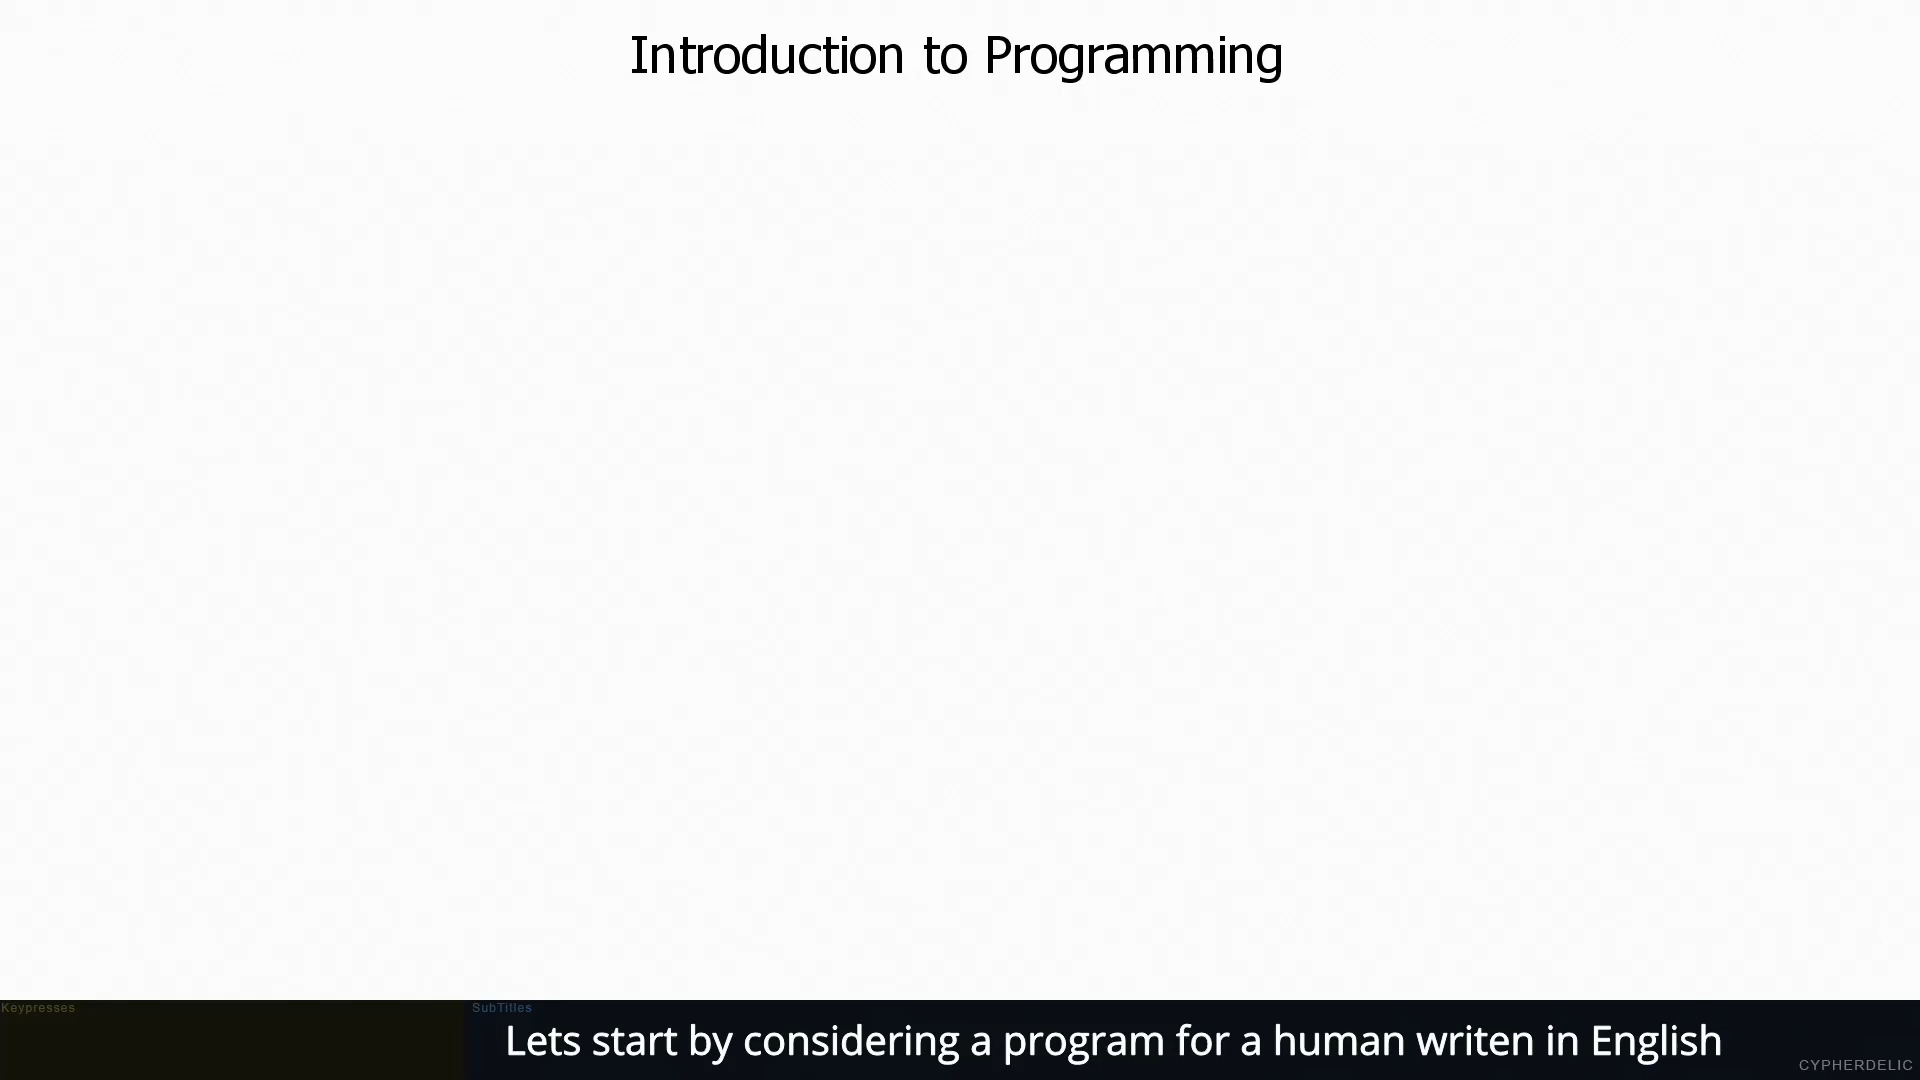 Introduction to Programming
Keypresses
SubTitles
Lets start by considering a program for a human writen in English
CYPHERDELIC